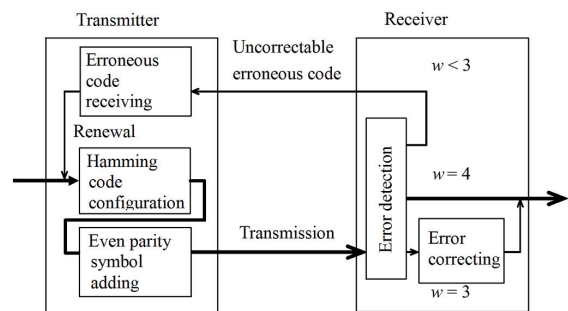 Transmitter
Receiver
Erroneous
code
receiving
Uncorrectable
erroneous code
w < 3
Renewal
Hamming
code
configuration
Error detection
w = 4
Even parity
symbol
adding
Transmission
Error
correcting
w = 3